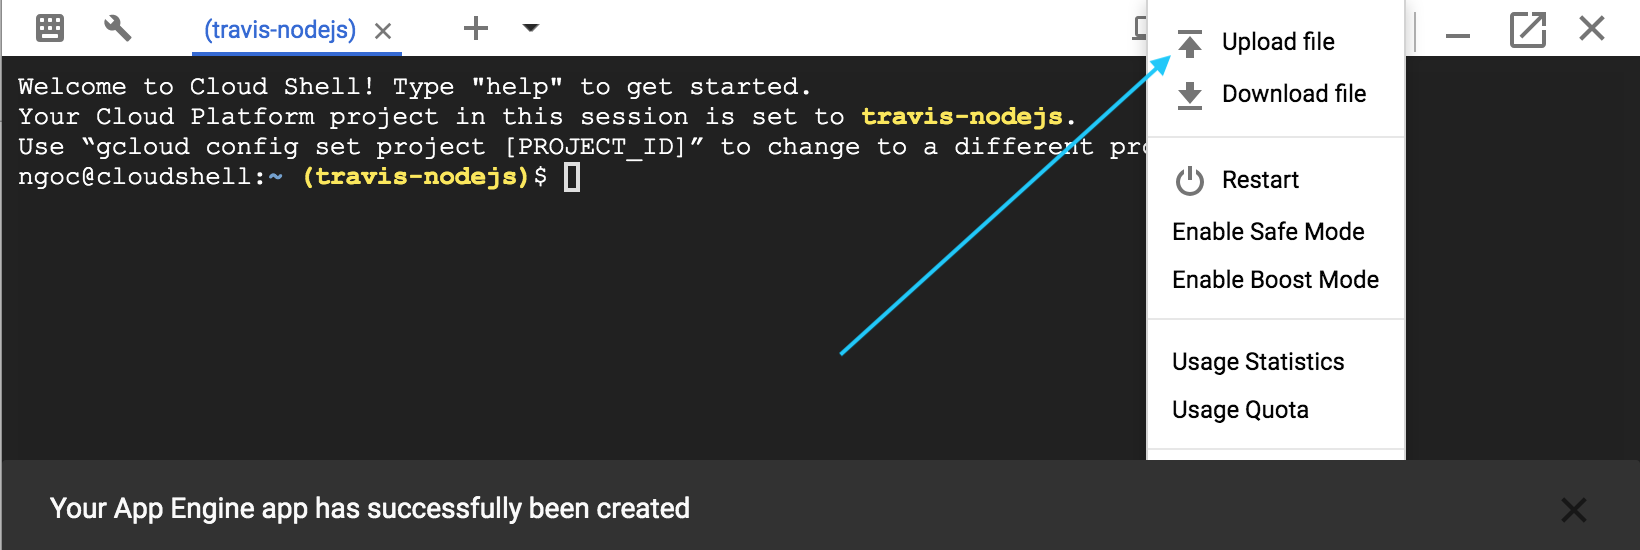 (travis-nodejs)
Welcome to Cloud Shell! Type "help" to get started.
Your Cloud Platform project in this session is set to travis-nodejs.
Use “gcloud config set project [PROJECT_ID]” to change to a different
ngoc@cloudshell:~ (travis-nodejs)$
Upload file
Download file
Restart
Enable Safe Mode
Enable Boost Mode
Usage Statistics
Usage Quota
Your App Engine app has successfully been created